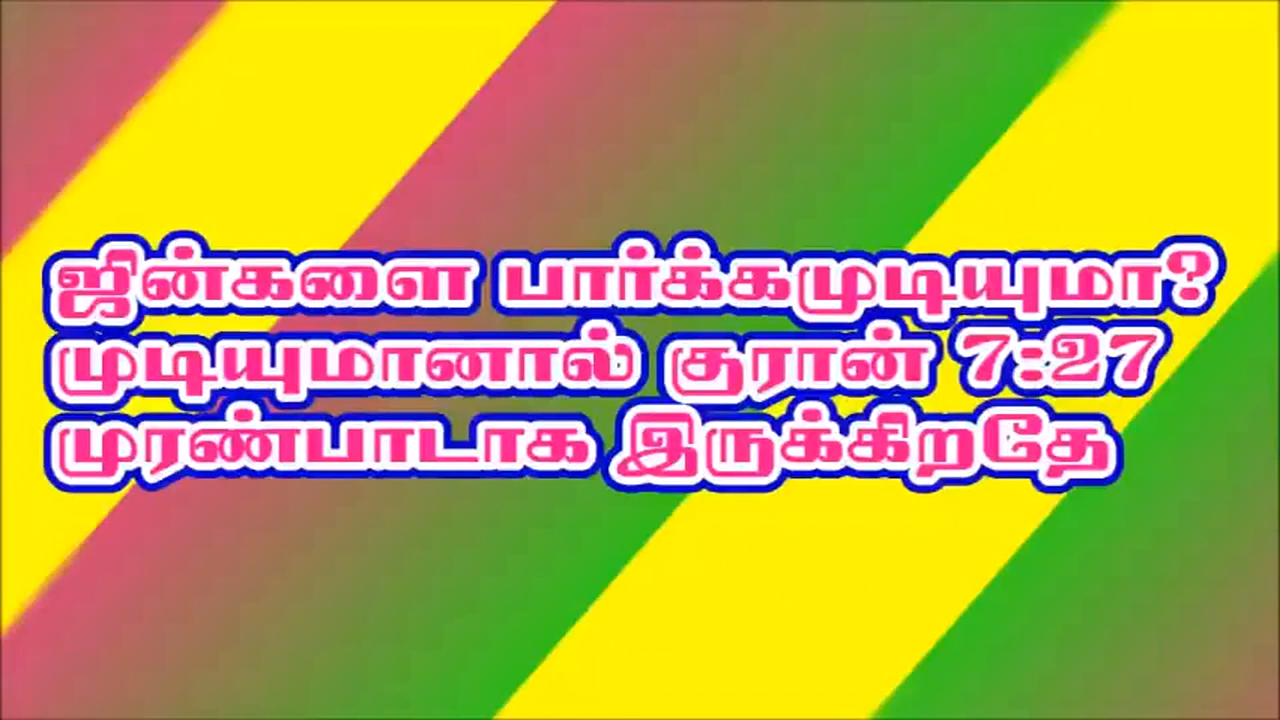 ஜின்களை பார்க்கமுடியுமா?
முடியுமானால் குரான் 7:27
முரண்பாடாக இருக்கிறதே